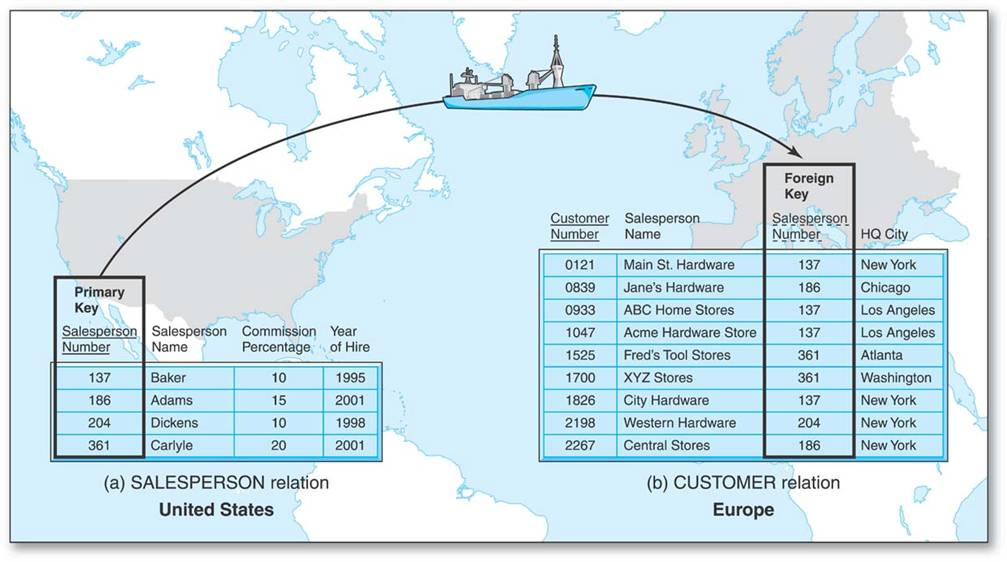 Foreign
Key
Customer Number
Salesperson Name
Salesperson Number
HQ City
0121 Main St. Hardware 137 New York
0839 Jane's Hardware 186 Chicago
0933 ABC Home Stores 137 Los Angeles
1047 Acme Hardware Store 137 Los Angeles
1525 Fred's Tool Stores 361 Atlanta
1700 XYZ Stores 361 Washington
1826 City Hardware 137 New York
2198 Western Hardware 204 New York
2267 Central Stores 186 New York
(b) CUSTOMER relation
Europe
Primary
Key
Salesperson Number
Salesperson Name
Commission Percentage
Year of Hire
137 Baker 10 1995
186 Adams 15 2001
204 Dickens 10 1998
361 Carlyle 20 2001
(a) SALESPERSON relation
United States